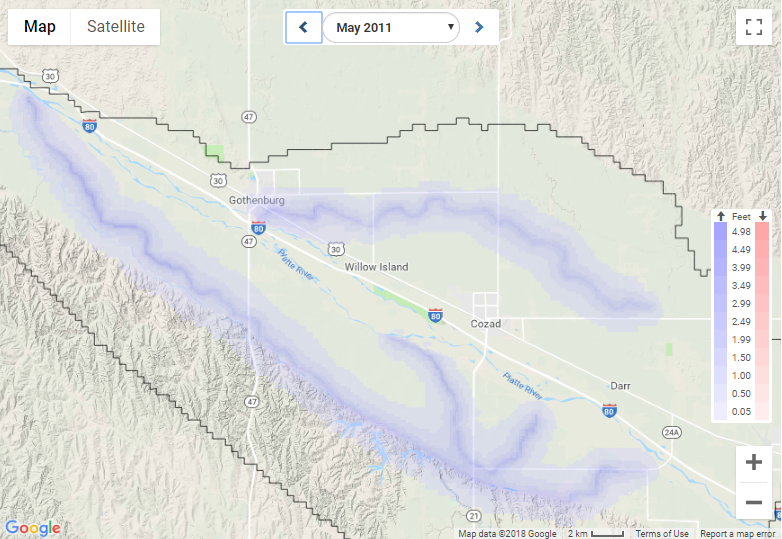 Map
Satellite
May 2011
30
47
80
30
Gothenburg
80
47
30
Platte River
Willow Island
80
Cozad
Feet
4.98
4.49
3.99
3.49
2.99
2.49
1.99
1.50
1.00
0.50
0.05
Platte River
Darr
80
47
24A
21
Google
Map data ©2018 Google
2 km
Terms of Use
Report a map error